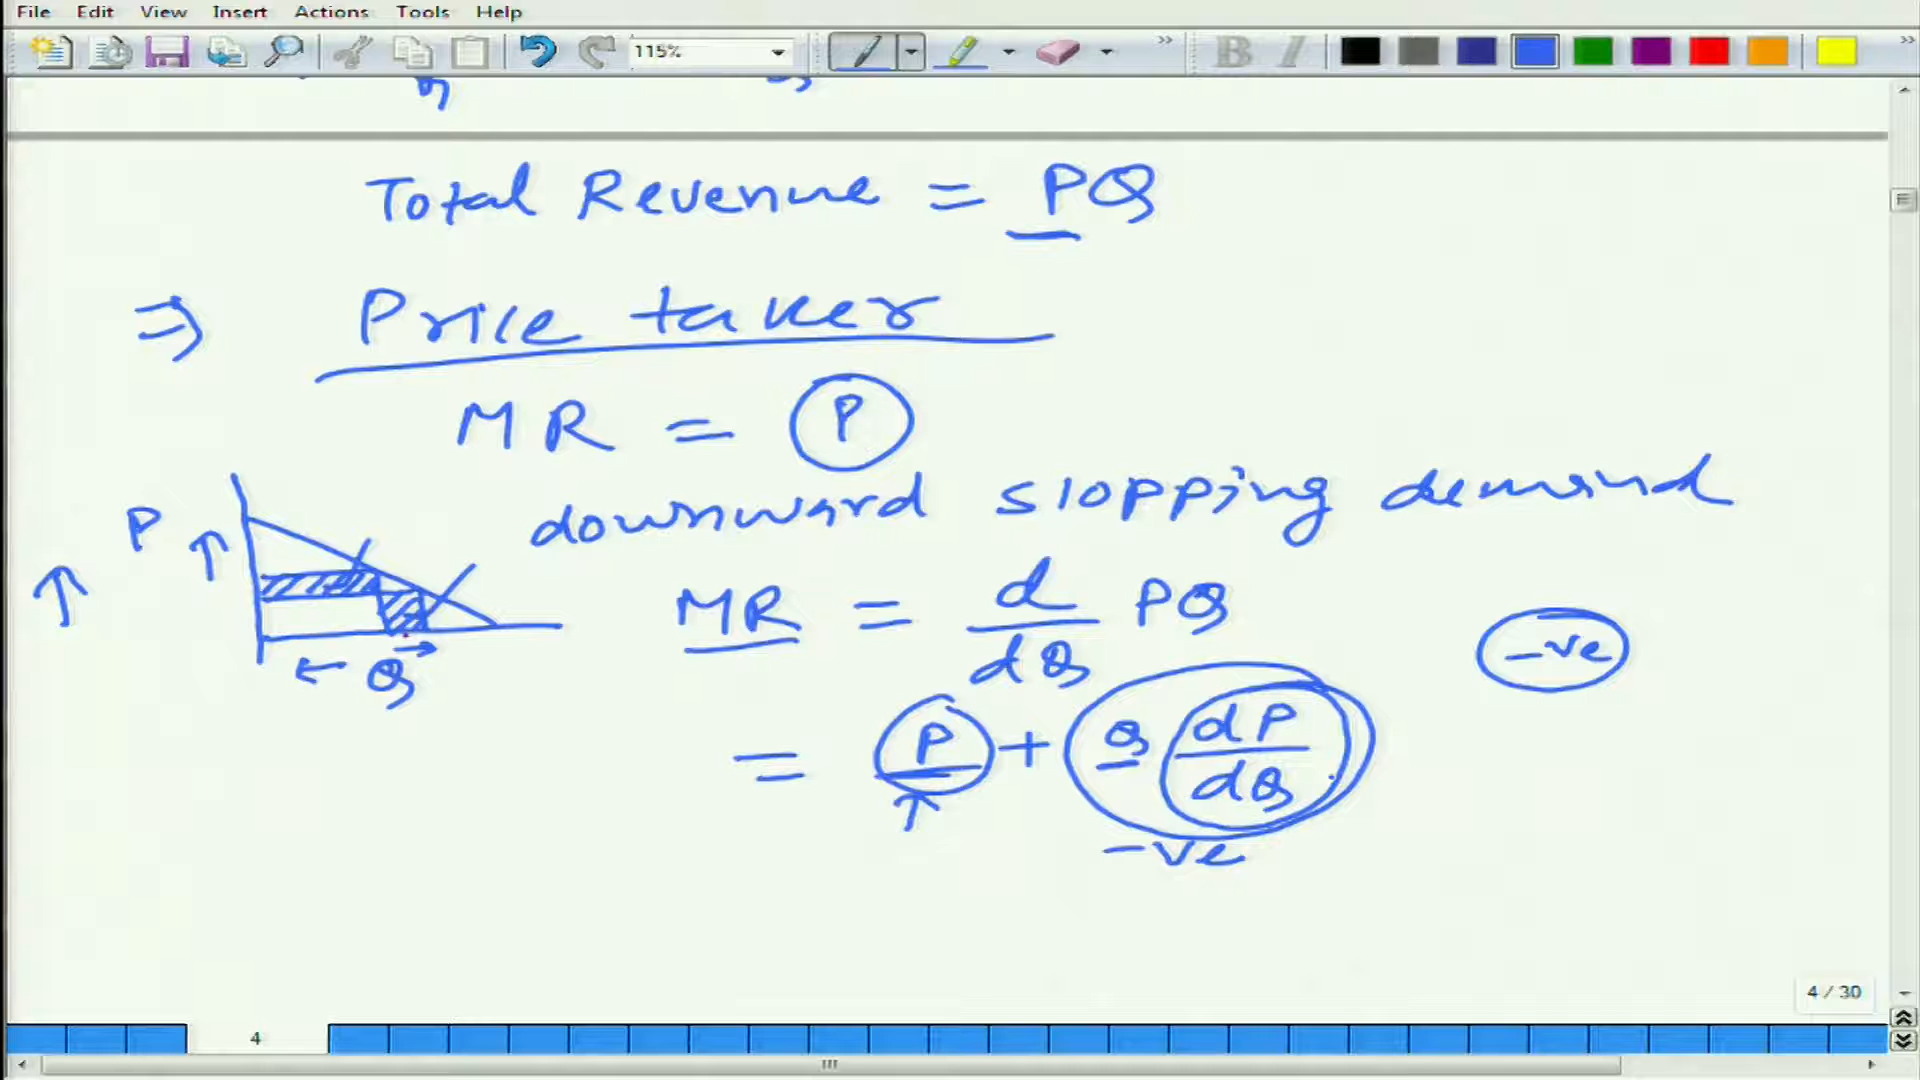 File Edit View Insert Actions Tools Help
115%
Total Revenue = PQ
⇒ Price taker
MR = P
downward slopping demand
P
Q
MR = d/dQ PQ
-ve
= P + Q dP/dQ
-ve
4 / 30
4